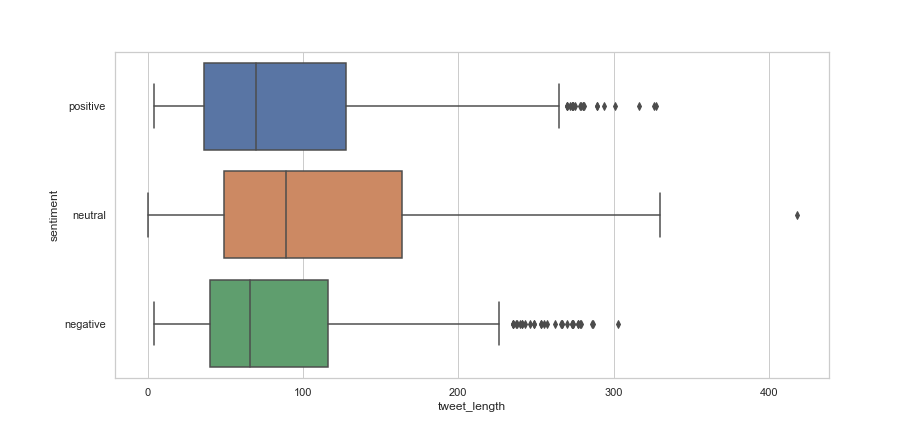 positive
neutral
negative
sentiment
0 100 200 300 400
tweet_length